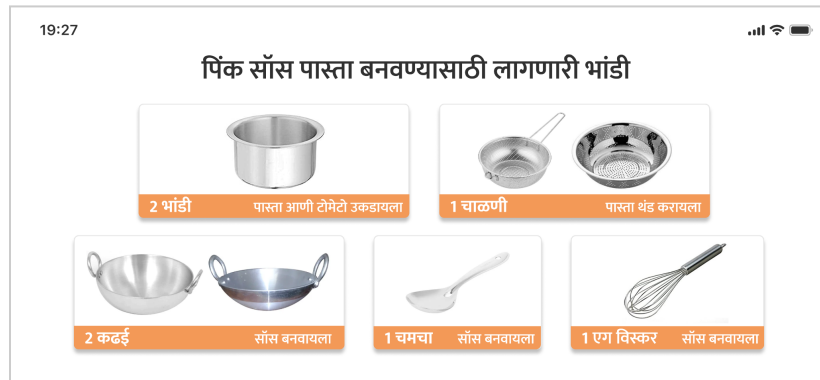 19:27
पिंक सॉस पास्ता बनवण्यासाठी लागणारी भांडी
2 भांडी पास्ता आणी टोमेटो उकडायला
1 चाळणी पास्ता थंड करायला
2 कढई सॉस बनवायला
1 चमचा सॉस बनवायला
1 एग विस्कर सॉस बनवायला